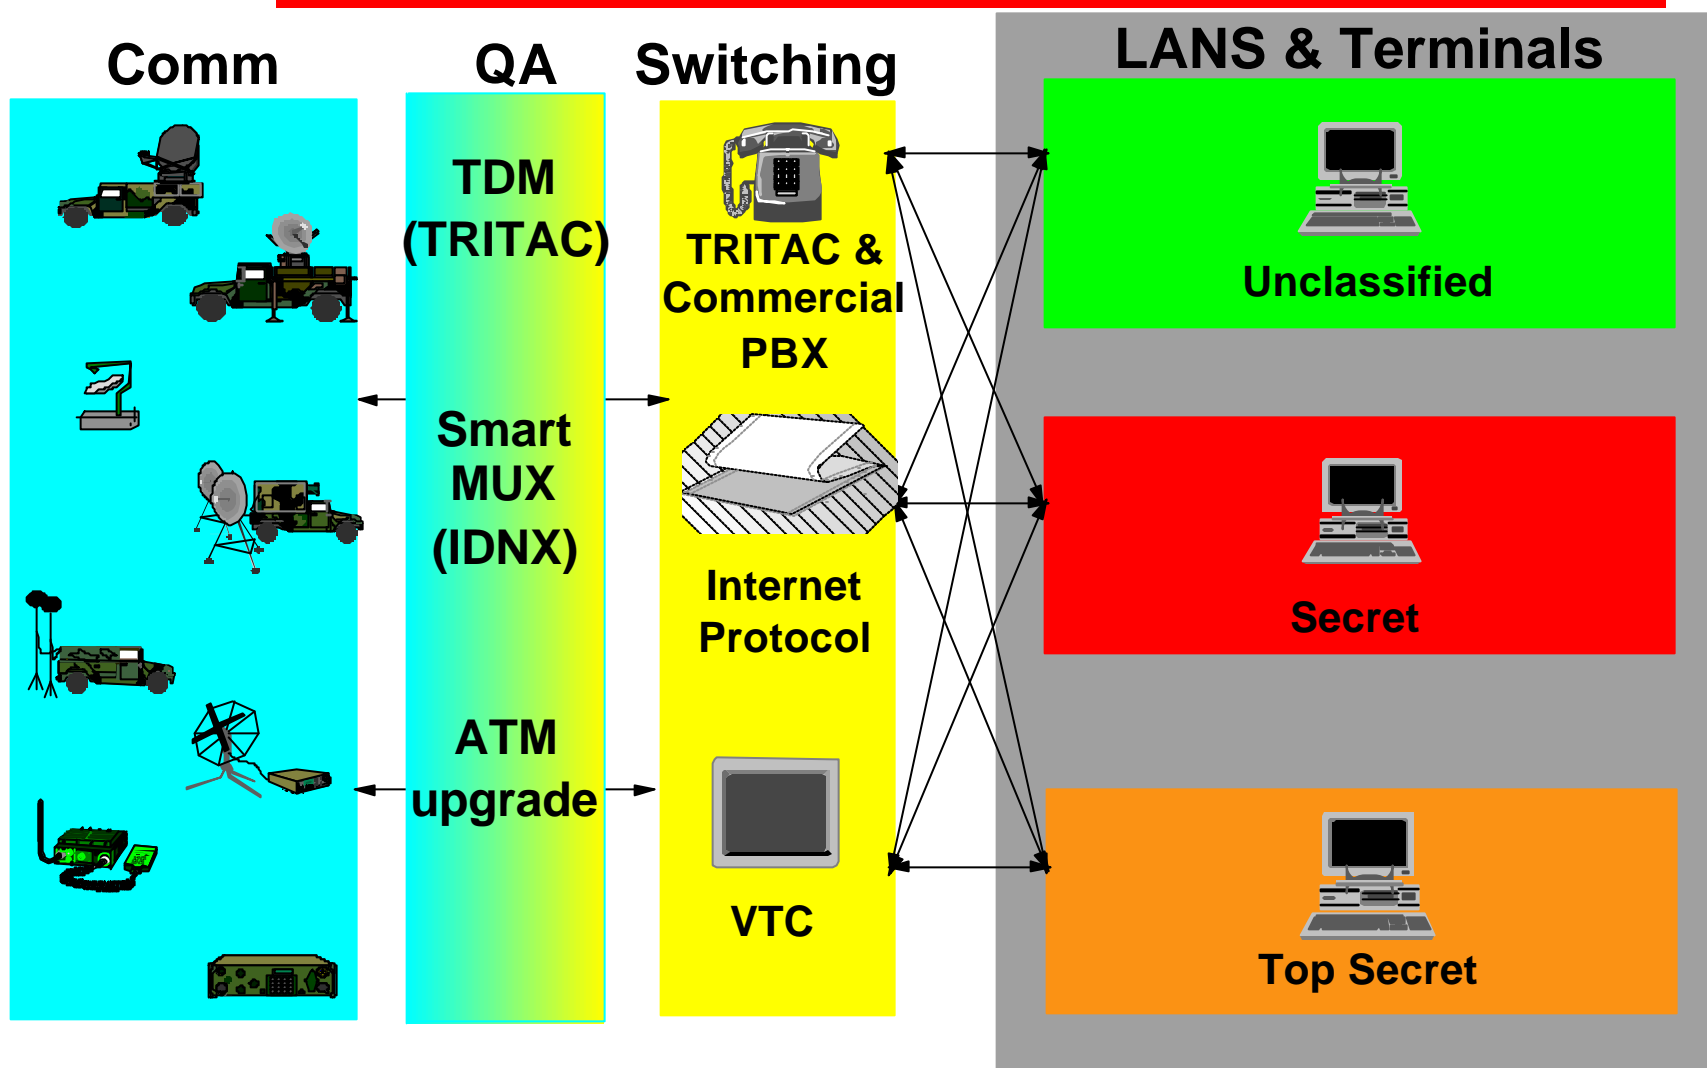 Comm
QA
Switching
LANS & Terminals
TDM
(TRITAC)
Smart
MUX
(IDNX)
ATM
upgrade
TRITAC &
Commercial
PBX
Internet
Protocol
VTC
Unclassified
Secret
Top Secret